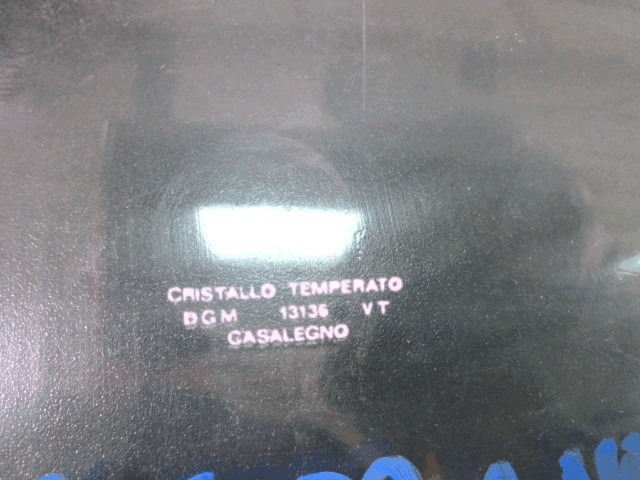 CRISTALLO TEMPERATO
DGM 13136 VT
CASALEGNO